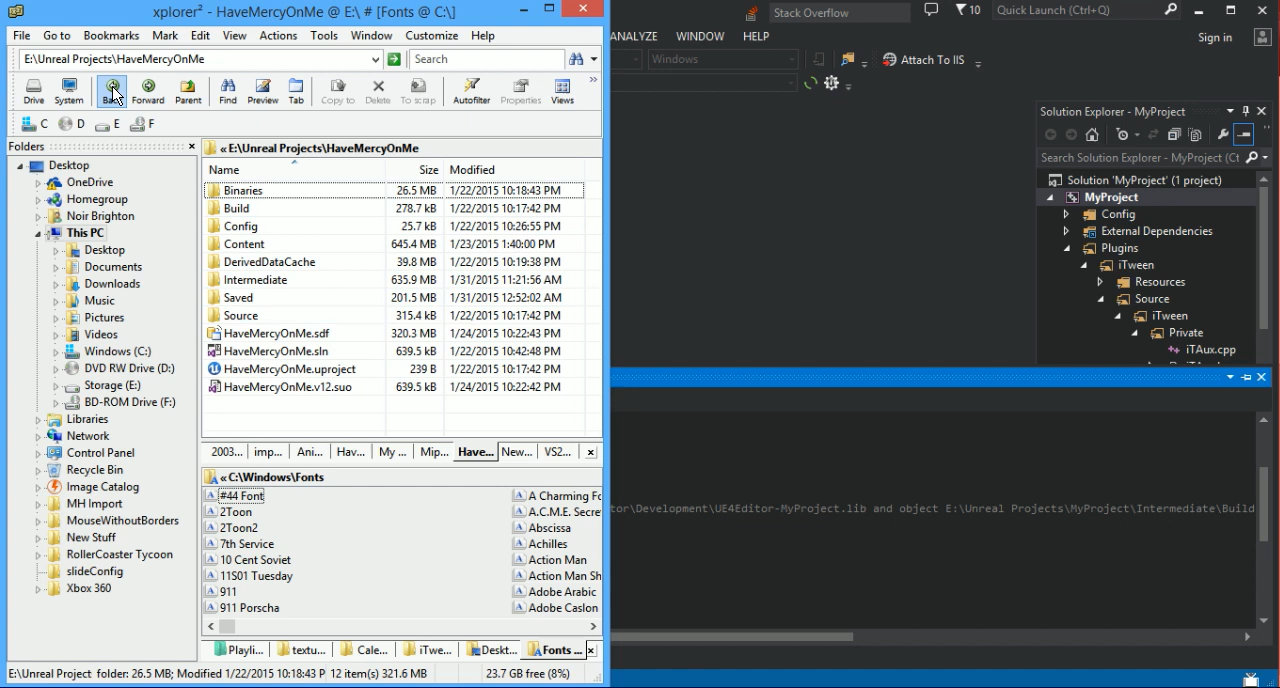 xplorer² - HaveMercyOnMe @ E:\ # [Fonts @ C:\]
File Go to Bookmarks Mark Edit View Actions Tools Window Customize Help
E:\Unreal Projects\HaveMercyOnMe Search
Drive System Back Forward Parent Find Preview Tab Copy to Delete To scrap Autofilter Properties Views »
C D E F
Folders
Desktop
OneDrive
Homegroup
Noir Brighton
This PC
Desktop
Documents
Downloads
Music
Pictures
Videos
Windows (C:)
DVD RW Drive (D:)
Storage (E:)
BD-ROM Drive (F:)
Libraries
Network
Control Panel
Recycle Bin
Image Catalog
MH Import
MouseWithoutBorders
New Stuff
RollerCoaster Tycoon
slideConfig
Xbox 360
« E:\Unreal Projects\HaveMercyOnMe
Name Size Modified
Binaries 26.5 MB 1/22/2015 10:18:43 PM
Build 278.7 kB 1/22/2015 10:17:42 PM
Config 25.7 kB 1/22/2015 10:26:55 PM
Content 645.4 MB 1/23/2015 1:40:00 PM
DerivedDataCache 39.8 MB 1/22/2015 10:19:38 PM
Intermediate 635.9 MB 1/31/2015 11:21:56 AM
Saved 201.5 MB 1/31/2015 12:52:02 AM
Source 315.4 kB 1/22/2015 10:17:42 PM
HaveMercyOnMe.sdf 320.3 MB 1/24/2015 10:22:43 PM
HaveMercyOnMe.sln 639.5 kB 1/22/2015 10:42:48 PM
HaveMercyOnMe.uproject 239 B 1/22/2015 10:17:42 PM
HaveMercyOnMe.v12.suo 639.5 kB 1/24/2015 10:22:42 PM
2003... imp... Ani... Hav... My ... Mip... Have... New... VS2...
« C:\Windows\Fonts
#44 Font A Charming Fo
2Toon A.C.M.E. Secre
2Toon2 Abscissa
7th Service Achilles
10 Cent Soviet Action Man
11S01 Tuesday Action Man Sh
911 Adobe Arabic
911 Porscha Adobe Caslon
Playli... textu... Cale... iTwe... Deskt... Fonts ...
E:\Unreal Project folder: 26.5 MB; Modified 1/22/2015 10:18:43 P 12 item(s) 321.6 MB 23.7 GB free (8%)
Stack Overflow 10 Quick Launch (Ctrl+Q)
ANALYZE WINDOW HELP Sign in
Windows Attach To IIS
Solution Explorer - MyProject
Search Solution Explorer - MyProject (Ct
Solution 'MyProject' (1 project)
MyProject
Config
External Dependencies
Plugins
iTween
Resources
Source
iTween
Private
iTAux.cpp
tor\Development\UE4Editor-MyProject.lib and object E:\Unreal Projects\MyProject\Intermediate\Build